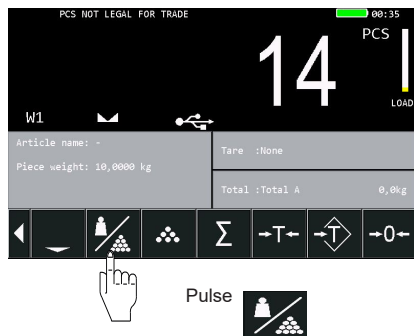 PCS NOT LEGAL FOR TRADE
00:35
14
PCS
LOAD
W1
Article name: -
Piece weight: 10,0000 kg
Tare :None
Total :Total A 0,0kg
Σ →T← →T →0←
Pulse